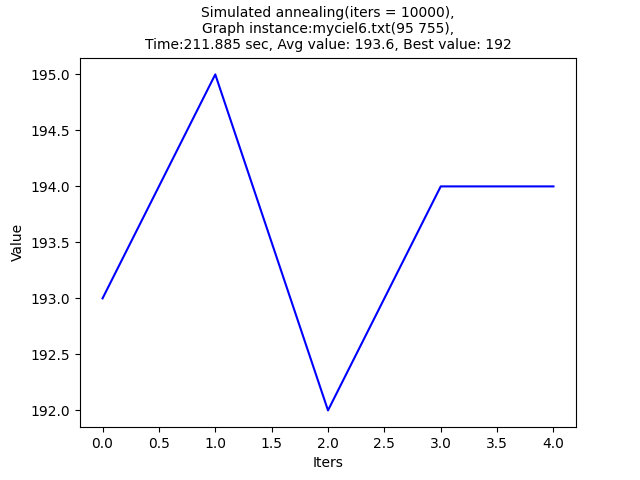 Simulated annealing(iters = 10000),
Graph instance:myciel6.txt(95 755),
Time:211.885 sec, Avg value: 193.6, Best value: 192
195.0
194.5
194.0
193.5
193.0
192.5
192.0
Value
0.0 0.5 1.0 1.5 2.0 2.5 3.0 3.5 4.0
Iters